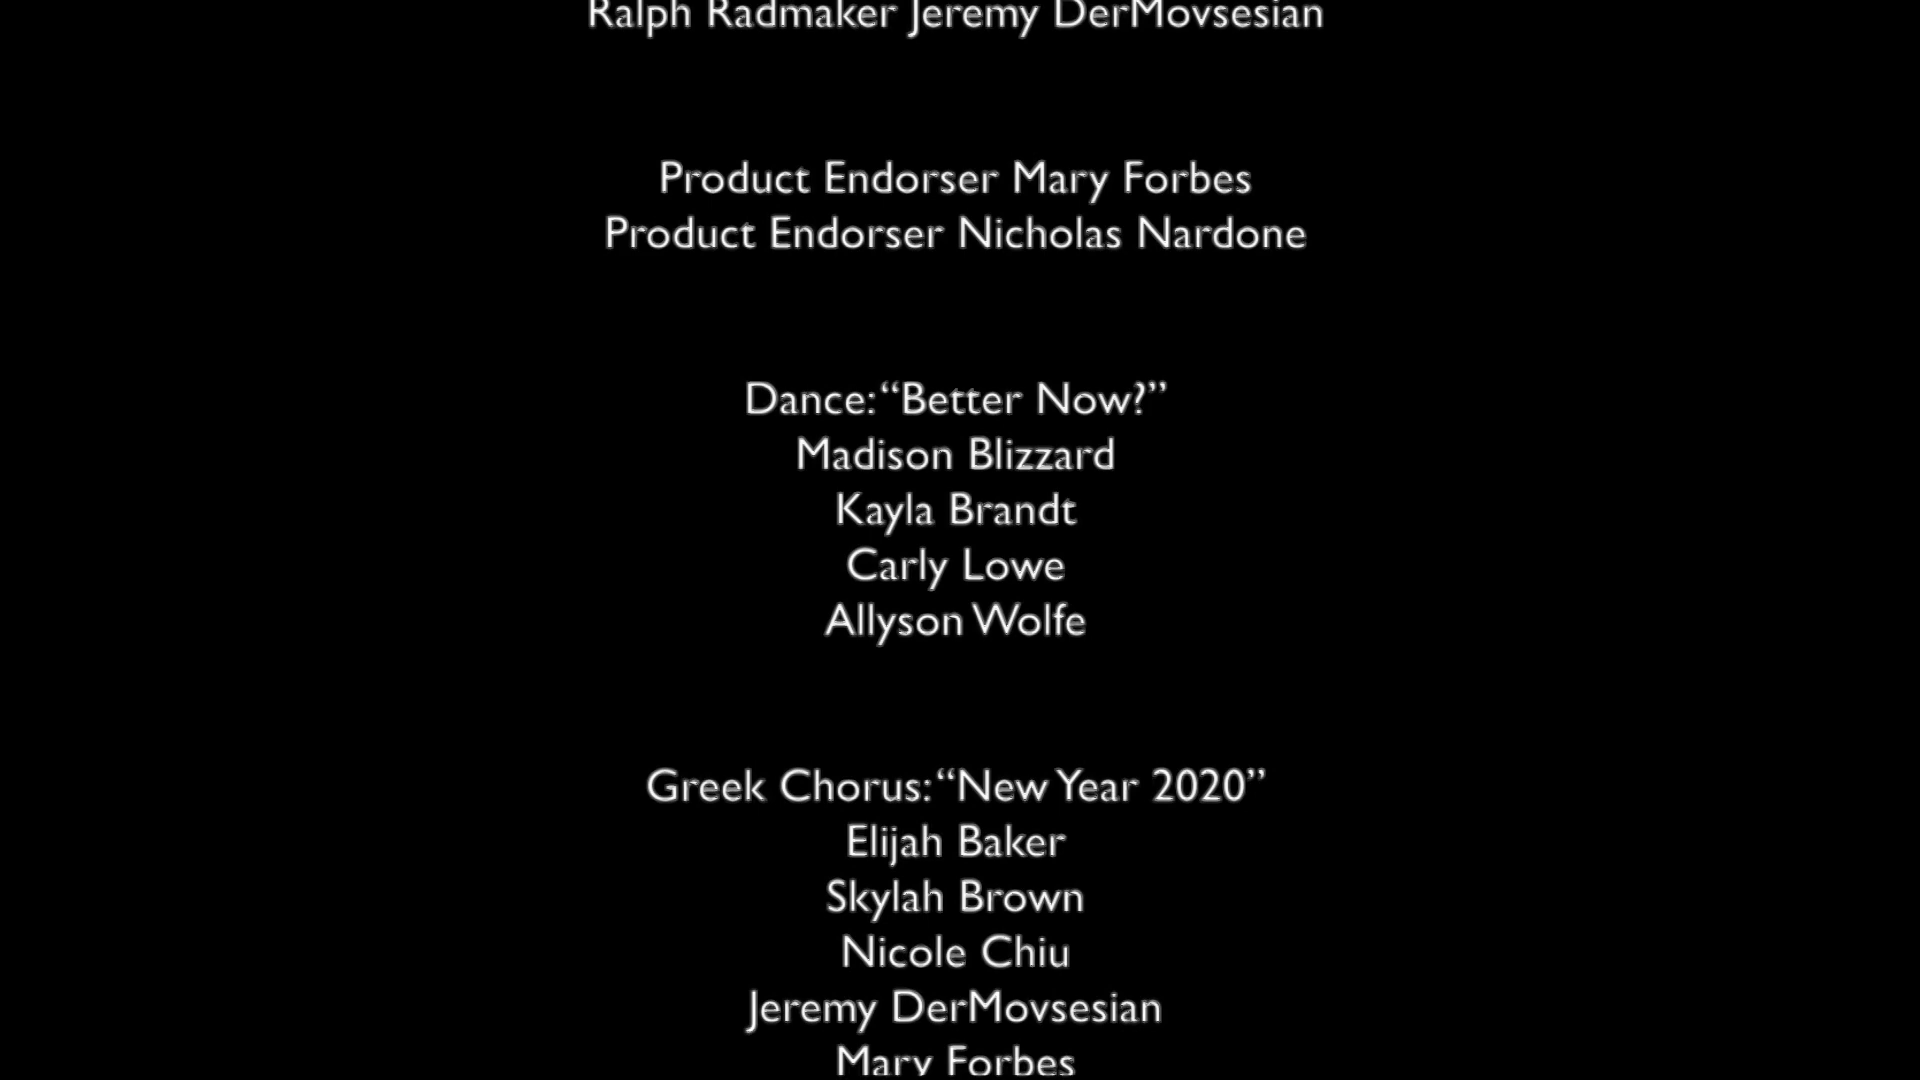 Ralph Radmaker Jeremy DerMovsesian
Product Endorser Mary Forbes
Product Endorser Nicholas Nardone
Dance: “Better Now?”
Madison Blizzard
Kayla Brandt
Carly Lowe
Allyson Wolfe
Greek Chorus: “New Year 2020”
Elijah Baker
Skylah Brown
Nicole Chiu
Jeremy DerMovsesian
Mary Forbes